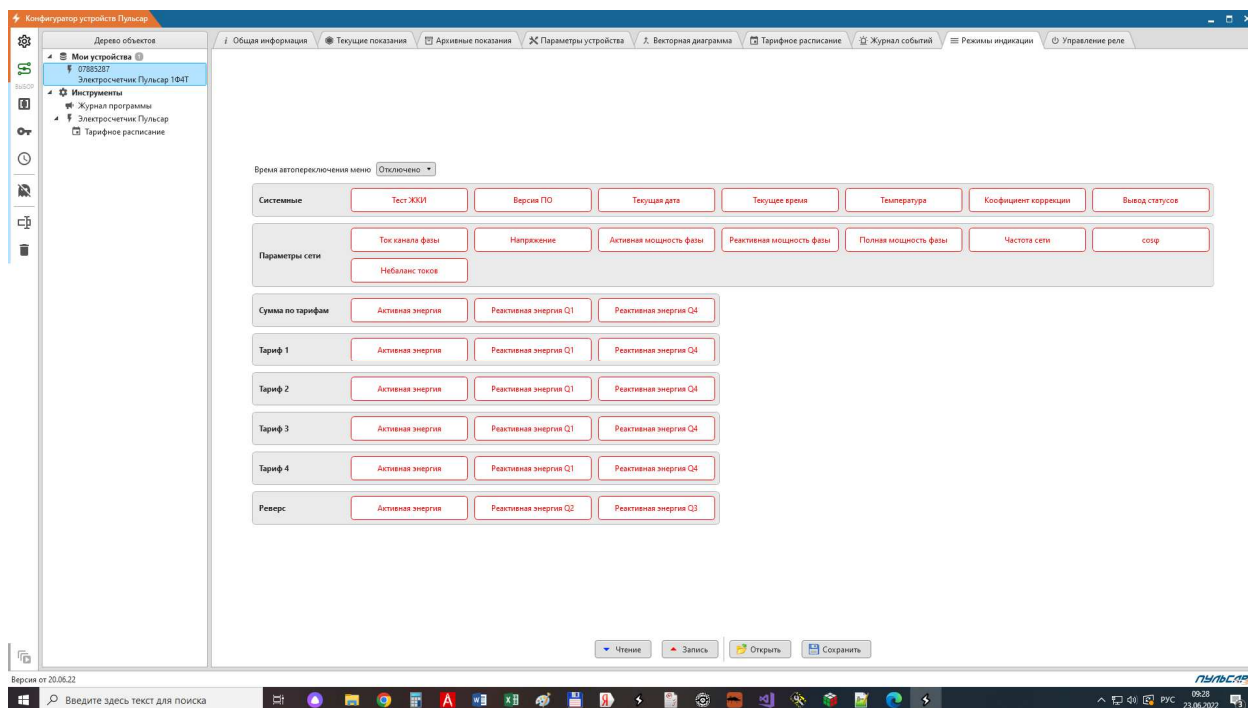 Конфигуратор устройств Пульсар
Дерево объектов
Мои устройства
07885287
Электросчетчик Пульсар 1Ф4Т
Инструменты
Журнал программы
Электросчетчик Пульсар
Тарифное расписание
ВЫБОР
Общая информация Текущие показания Архивные показания Параметры устройства Векторная диаграмма Тарифное расписание Журнал событий Режимы индикации Управление реле
Время автопереключения меню Отключено
Системные Тест ЖКИ Версия ПО Текущая дата Текущее время Температура Коофициент коррекции Вывод статусов
Параметры сети Ток канала фазы Напряжение Активная мощность фазы Реактивная мощность фазы Полная мощность фазы Частота сети cosφ
Небаланс токов
Сумма по тарифам Активная энергия Реактивная энергия Q1 Реактивная энергия Q4
Тариф 1 Активная энергия Реактивная энергия Q1 Реактивная энергия Q4
Тариф 2 Активная энергия Реактивная энергия Q1 Реактивная энергия Q4
Тариф 3 Активная энергия Реактивная энергия Q1 Реактивная энергия Q4
Тариф 4 Активная энергия Реактивная энергия Q1 Реактивная энергия Q4
Реверс Активная энергия Реактивная энергия Q2 Реактивная энергия Q3
Чтение Запись Открыть Сохранить
Версия от 20.06.22
ПУЛЬСАР
Введите здесь текст для поиска
РУС
09:28
23.06.2022